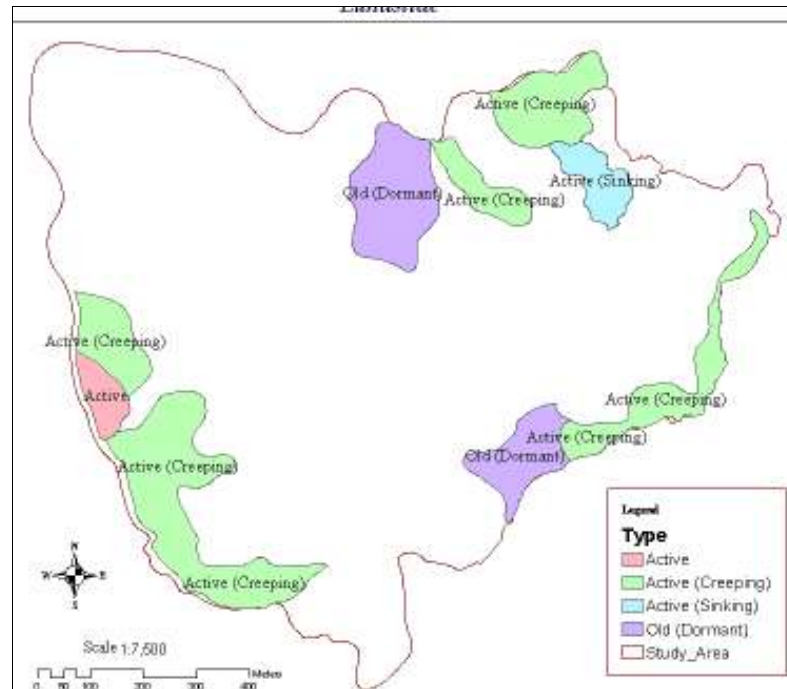 Active (Creeping)
Active (Sinking)
Old (Dormant)
Active (Creeping)
Active (Creeping)
Active
Active (Creeping)
Active (Creeping)
Old (Dormant)
Active (Creeping)
Active (Creeping)
Legend
Type
Active
Active (Creeping)
Active (Sinking)
Old (Dormant)
Study_Area
N
W E
S
Scale 1:7,500
Meters
0 50 100 200 300 400